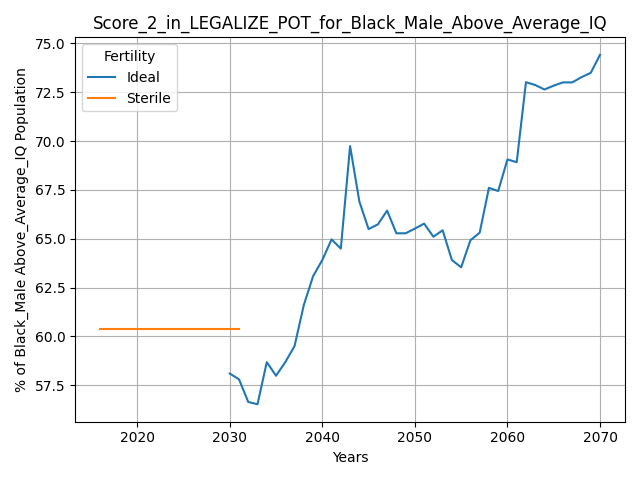 Score_2_in_LEGALIZE_POT_for_Black_Male_Above_Average_IQ
75.0
72.5
70.0
67.5
65.0
62.5
60.0
57.5
% of Black_Male Above_Average_IQ Population
Fertility
Ideal
Sterile
2020 2030 2040 2050 2060 2070
Years